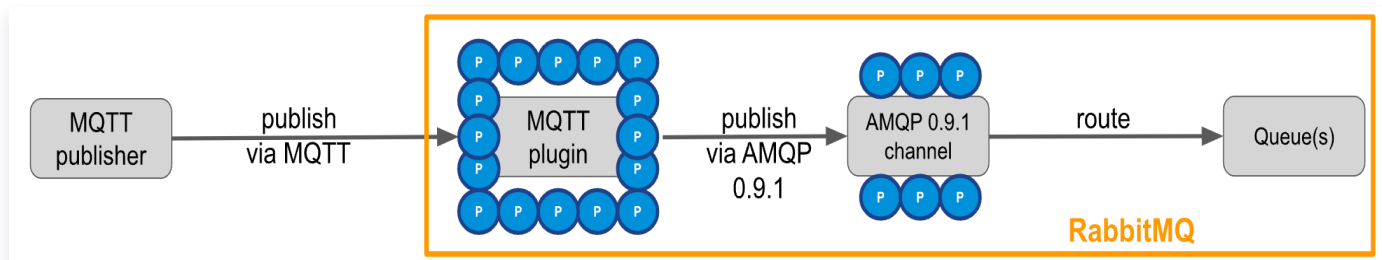 MQTT
publisher
publish
via MQTT
P P P P P
P P
P P
P P
P P P P P
MQTT
plugin
publish
via AMQP
0.9.1
P P P
AMQP 0.9.1
channel
P P P
route
Queue(s)
RabbitMQ